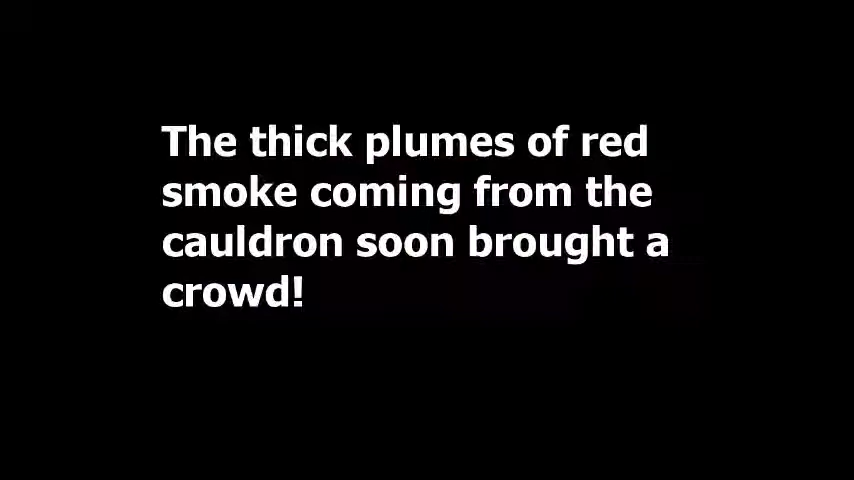 The thick plumes of red
smoke coming from the
cauldron soon brought a
crowd!